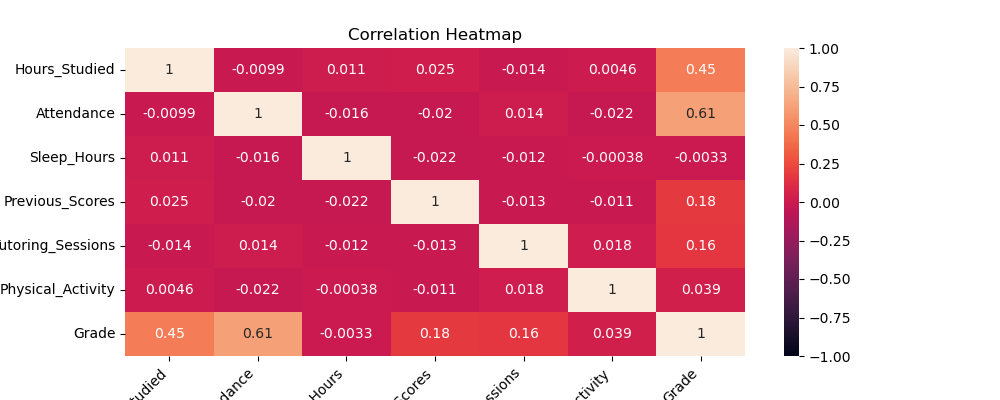 Correlation Heatmap
Hours_Studied 1 -0.0099 0.011 0.025 -0.014 0.0046 0.45 1.00
0.75
Attendance -0.0099 1 -0.016 -0.02 0.014 -0.022 0.61
0.50
Sleep_Hours 0.011 -0.016 1 -0.022 -0.012 -0.00038 -0.0033
0.25
Previous_Scores 0.025 -0.02 -0.022 1 -0.013 -0.011 0.18 0.00
utoring_Sessions -0.014 0.014 -0.012 -0.013 1 0.018 0.16 −0.25
Physical_Activity 0.0046 -0.022 -0.00038 -0.011 0.018 1 0.039 −0.50
−0.75
Grade 0.45 0.61 -0.0033 0.18 0.16 0.039 1
−1.00
tudied dance Hours Scores ssions ctivity Grade